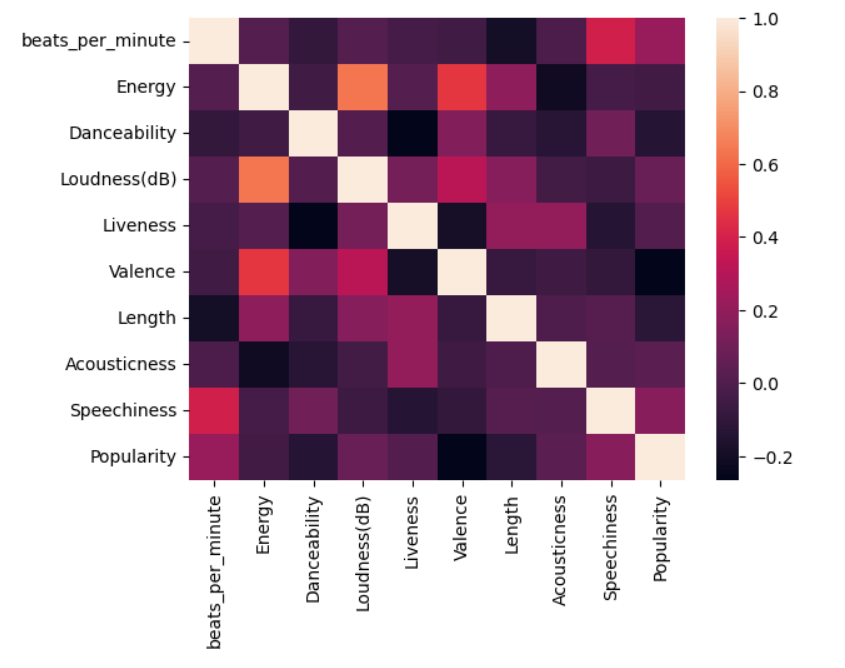 beats_per_minute
Energy
Danceability
Loudness(dB)
Liveness
Valence
Length
Acousticness
Speechiness
Popularity
beats_per_minute
Energy
Danceability
Loudness(dB)
Liveness
Valence
Length
Acousticness
Speechiness
Popularity
1.0
0.8
0.6
0.4
0.2
0.0
−0.2